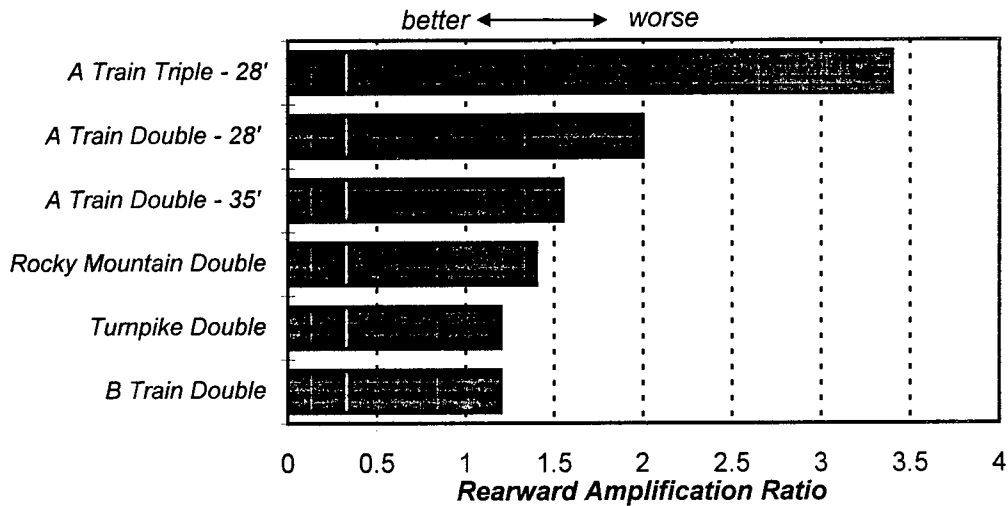 better worse
A Train Triple - 28'
A Train Double - 28'
A Train Double - 35'
Rocky Mountain Double
Turnpike Double
B Train Double
0 0.5 1 1.5 2 2.5 3 3.5 4
Rearward Amplification Ratio